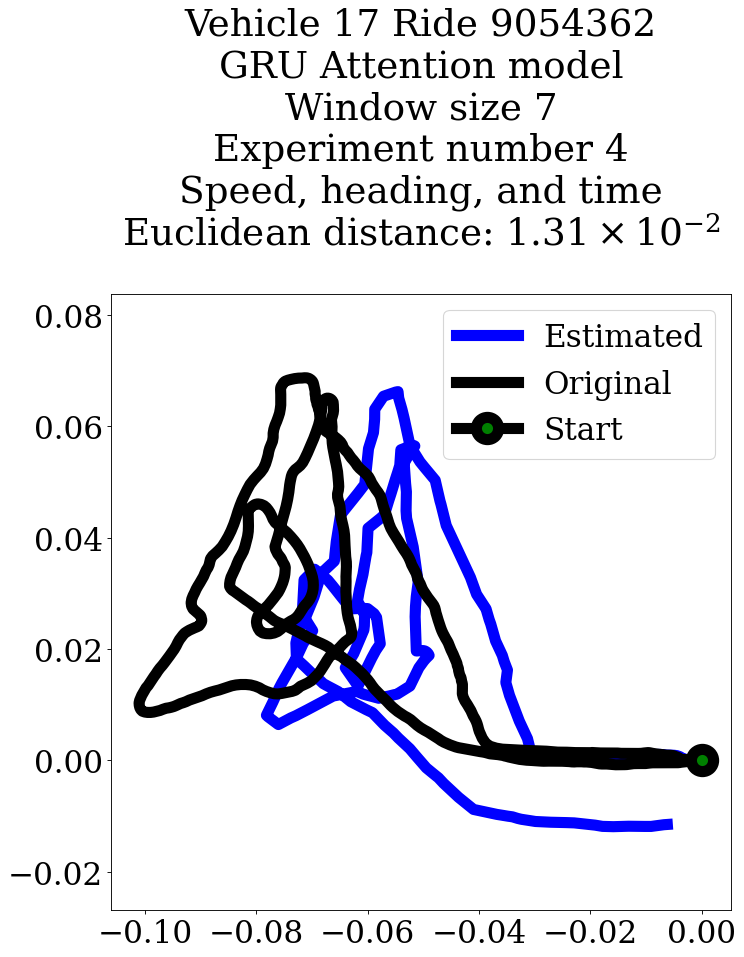 Vehicle 17 Ride 9054362
GRU Attention model
Window size 7
Experiment number 4
Speed, heading, and time
Euclidean distance: 1.31 × 10⁻²
0.08
0.06
0.04
0.02
0.00
−0.02
Estimated
Original
Start
−0.10 −0.08 −0.06 −0.04 −0.02 0.00